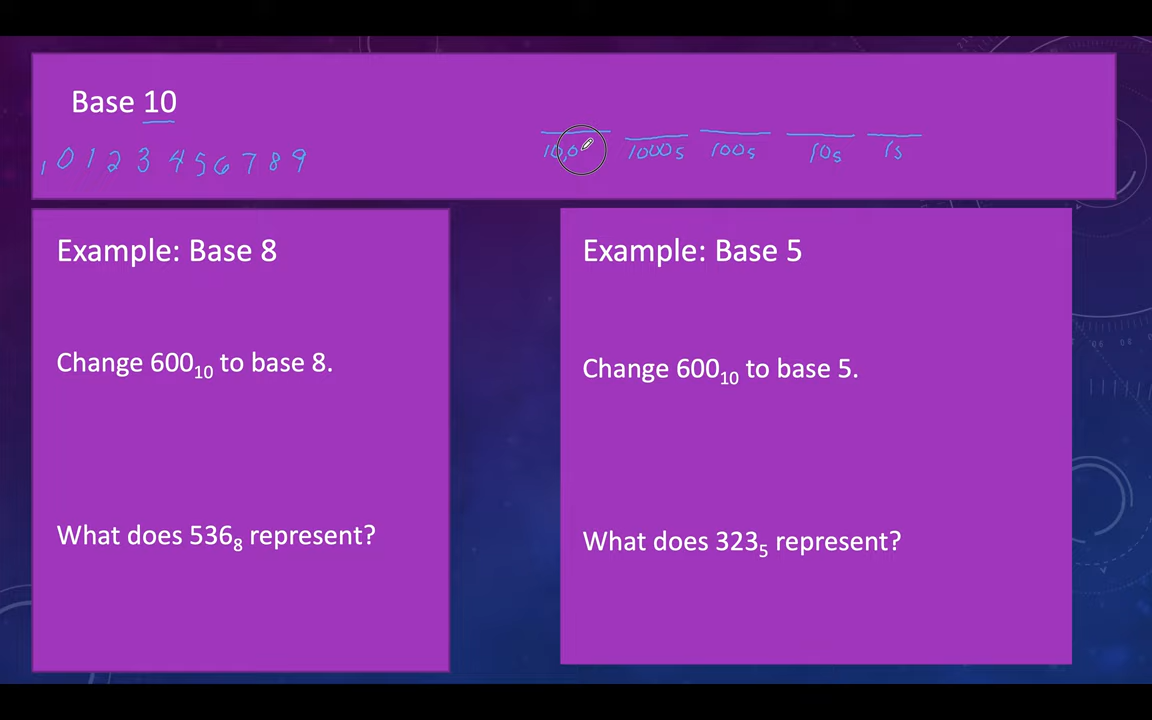 Base 10
0 1 2 3 4 5 6 7 8 9
1000s 100s 10s 1s
Example: Base 8
Change 600₁₀ to base 8.
What does 536₈ represent?
Example: Base 5
Change 600₁₀ to base 5.
What does 323₅ represent?